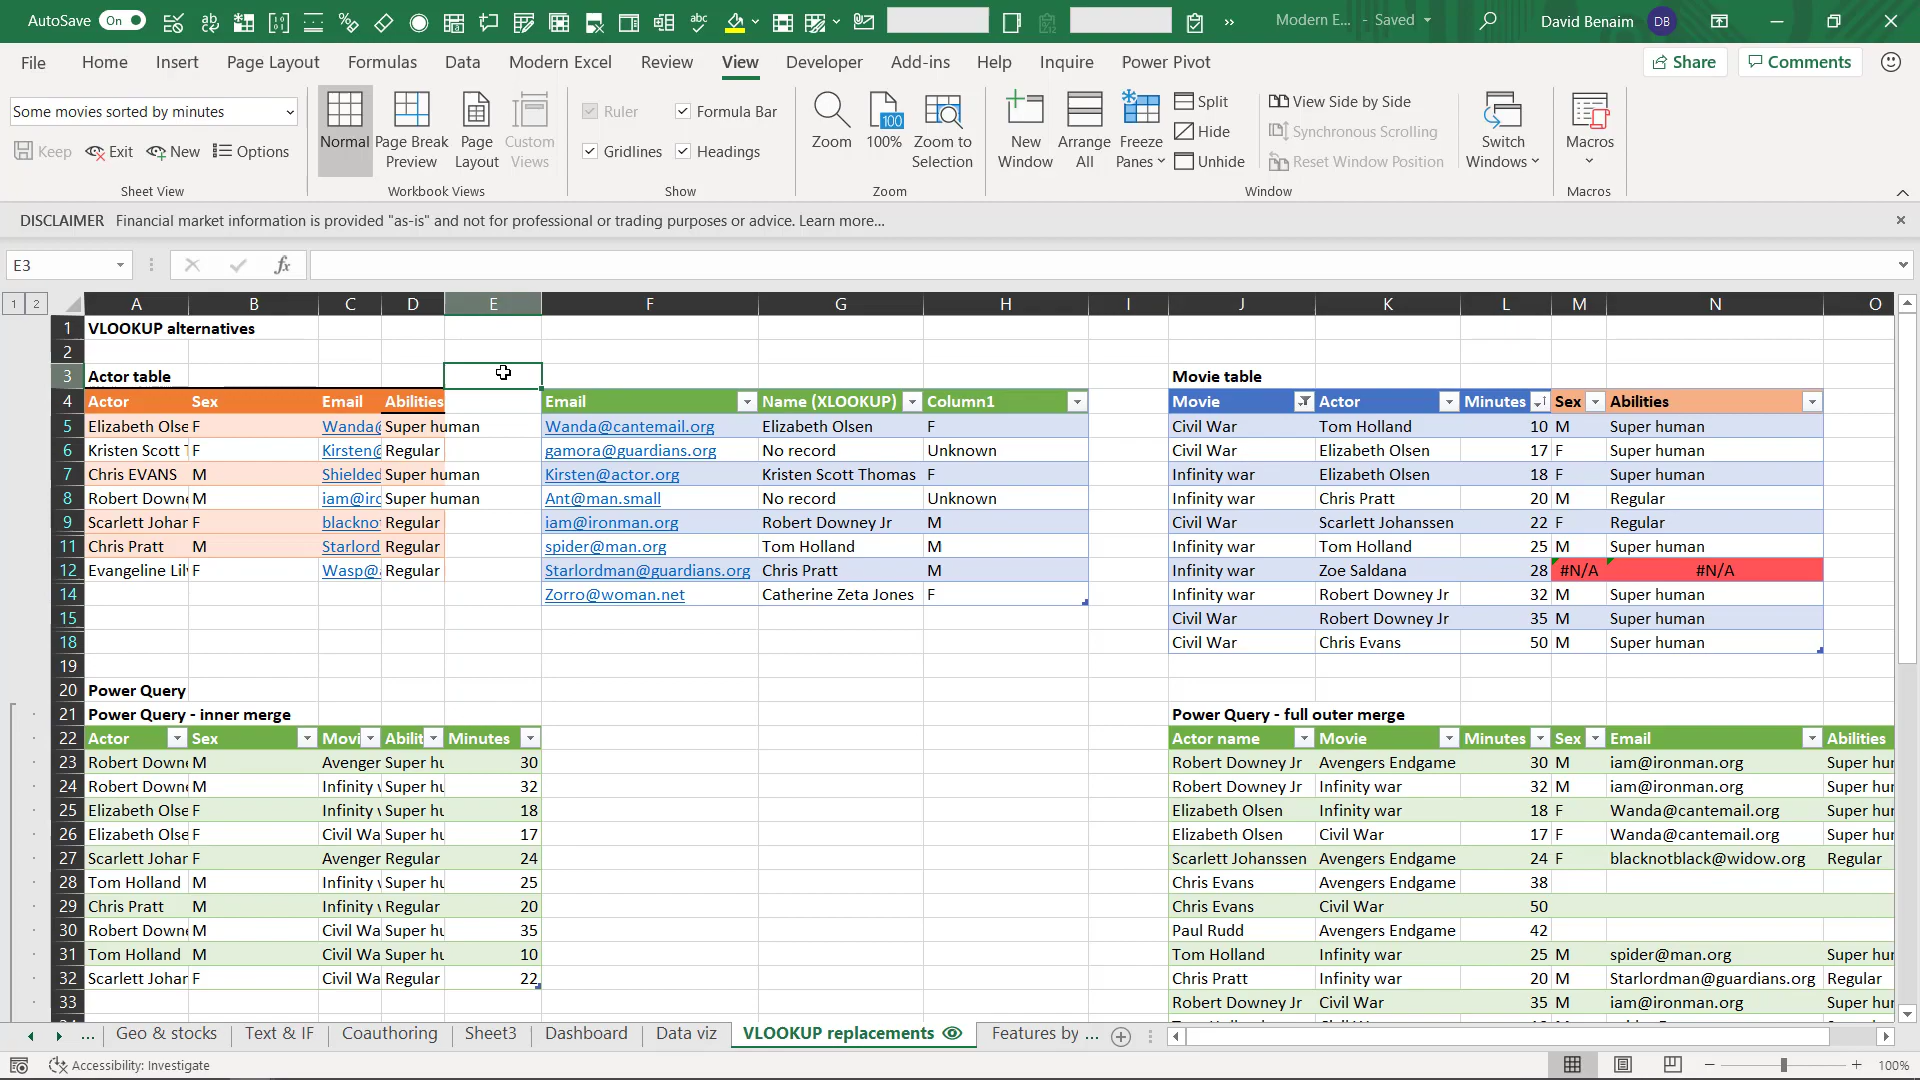 AutoSave On Modern E... - Saved David Benaim DB
File Home Insert Page Layout Formulas Data Modern Excel Review View Developer Add-ins Help Inquire Power Pivot Share Comments
Some movies sorted by minutes
Keep Exit New Options
Sheet View
Normal Page Break Preview Page Layout Custom Views
Workbook Views
Ruler Formula Bar
Gridlines Headings
Show
Zoom 100% Zoom to Selection
Zoom
New Window Arrange All Freeze Panes
Split View Side by Side
Hide Synchronous Scrolling
Unhide Reset Window Position
Switch Windows
Window
Macros
Macros
DISCLAIMER Financial market information is provided "as-is" and not for professional or trading purposes or advice. Learn more...
E3 fx
1 2 A B C D E F G H I J K L M N O
1 VLOOKUP alternatives
2
3 Actor table Movie table
4 Actor Sex Email Abilities Email Name (XLOOKUP) Column1 Movie Actor Minutes Sex Abilities
5 Elizabeth Olse F Wanda@ Super human Wanda@cantemail.org Elizabeth Olsen F Civil War Tom Holland 10 M Super human
6 Kristen Scott T F Kirsten@ Regular gamora@guardians.org No record Unknown Civil War Elizabeth Olsen 17 F Super human
7 Chris EVANS M Shielded Super human Kirsten@actor.org Kristen Scott Thomas F Infinity war Elizabeth Olsen 18 F Super human
8 Robert Downe M iam@iro Super human Ant@man.small No record Unknown Infinity war Chris Pratt 20 M Regular
9 Scarlett Johar F blackno Regular iam@ironman.org Robert Downey Jr M Civil War Scarlett Johanssen 22 F Regular
11 Chris Pratt M Starlord Regular spider@man.org Tom Holland M Infinity war Tom Holland 25 M Super human
12 Evangeline Lil F Wasp@ Regular Starlordman@guardians.org Chris Pratt M Infinity war Zoe Saldana 28 #N/A #N/A
14 Zorro@woman.net Catherine Zeta Jones F Infinity war Robert Downey Jr 32 M Super human
15 Civil War Robert Downey Jr 35 M Super human
18 Civil War Chris Evans 50 M Super human
19
20 Power Query
21 Power Query - inner merge Power Query - full outer merge
22 Actor Sex Movi Abilit Minutes Actor name Movie Minutes Sex Email Abilities
23 Robert Downe M Avenger Super hu 30 Robert Downey Jr Avengers Endgame 30 M iam@ironman.org Super hur
24 Robert Downe M Infinity Super hu 32 Robert Downey Jr Infinity war 32 M iam@ironman.org Super hur
25 Elizabeth Olse F Infinity Super hu 18 Elizabeth Olsen Infinity war 18 F Wanda@cantemail.org Super hur
26 Elizabeth Olse F Civil Wa Super hu 17 Elizabeth Olsen Civil War 17 F Wanda@cantemail.org Super hur
27 Scarlett Johar F Avenger Regular 24 Scarlett Johanssen Avengers Endgame 24 F blacknotblack@widow.org Regular
28 Tom Holland M Infinity Super hu 25 Chris Evans Avengers Endgame 38
29 Chris Pratt M Infinity Regular 20 Chris Evans Civil War 50
30 Robert Downe M Civil Wa Super hu 35 Paul Rudd Avengers Endgame 42
31 Tom Holland M Civil Wa Super hu 10 Tom Holland Infinity war 25 M spider@man.org Super hur
32 Scarlett Johar F Civil Wa Regular 22 Chris Pratt Infinity war 20 M Starlordman@guardians.org Regular
33 Robert Downey Jr Civil War 35 M iam@ironman.org Super hur
... Geo & stocks Text & IF Coauthoring Sheet3 Dashboard Data viz VLOOKUP replacements Features by ...
Accessibility: Investigate 100%